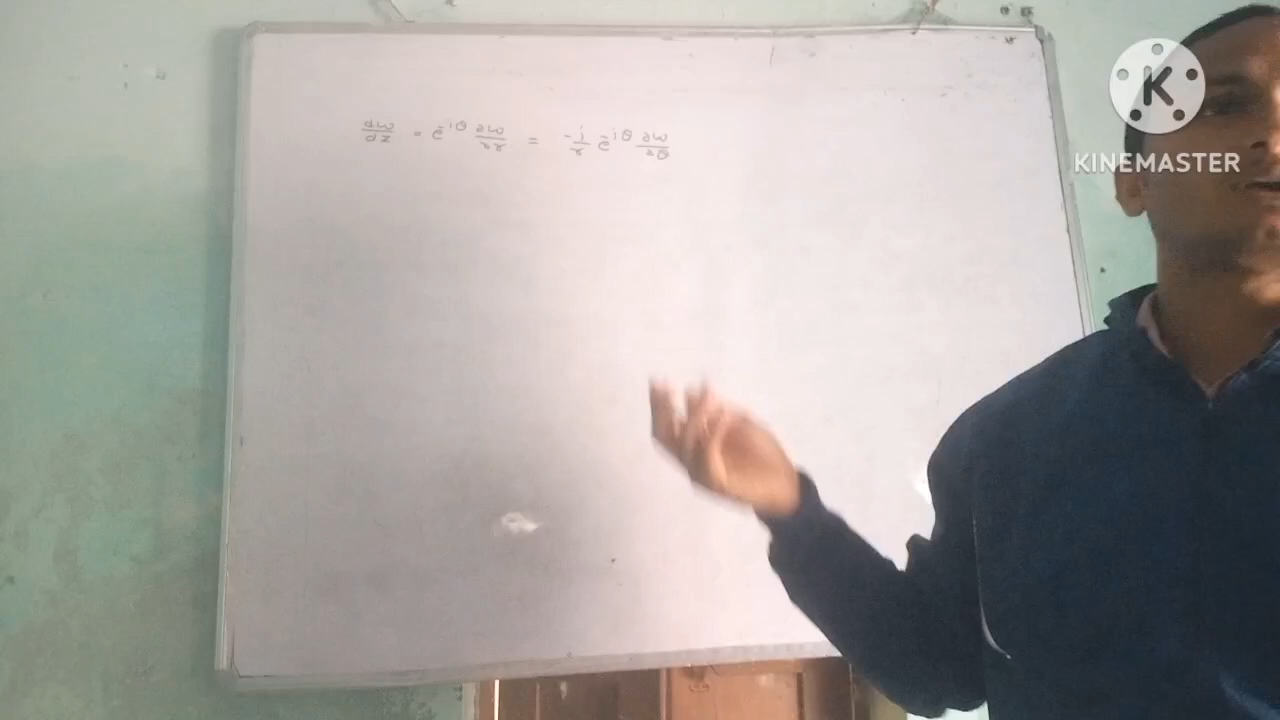 dw/dz = e^-iθ ∂w/∂r = -i/r e^-iθ ∂w/∂θ
K
KINEMASTER